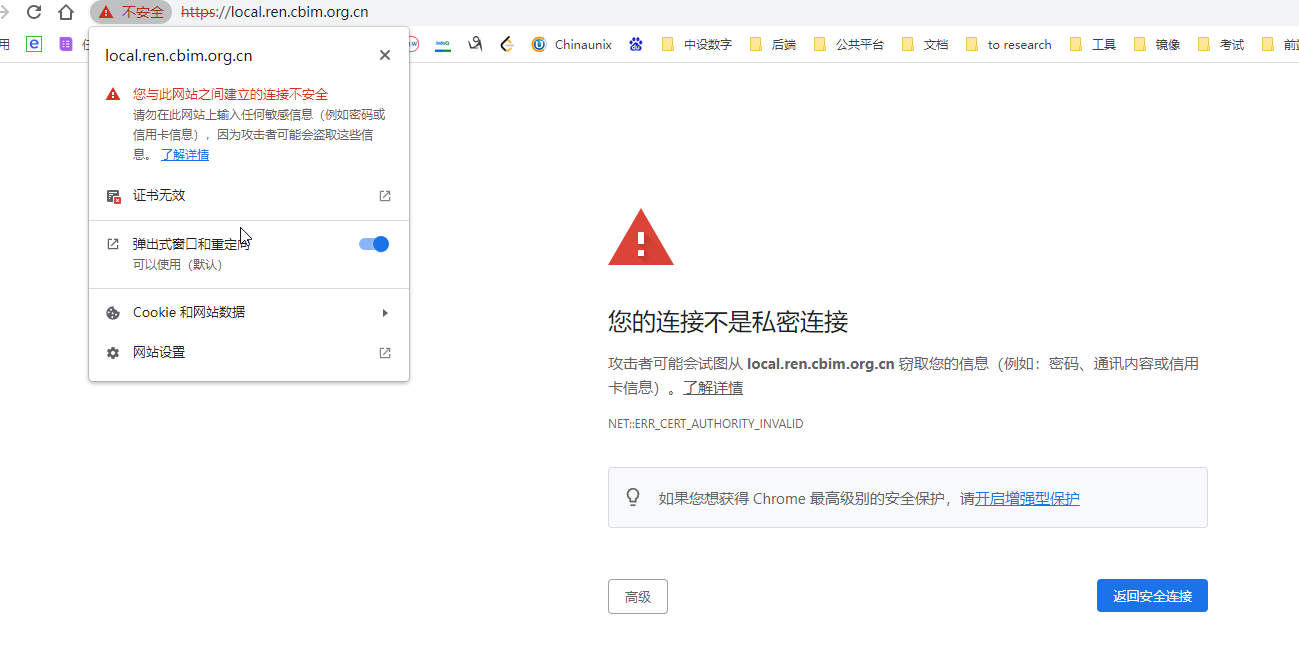 不安全 https://local.ren.cbim.org.cn
用 Chinaunix 中设数字 后端 公共平台 文档 to research 工具 镜像 考试
local.ren.cbim.org.cn
您与此网站之间建立的连接不安全
请勿在此网站上输入任何敏感信息（例如密码或
信用卡信息），因为攻击者可能会盗取这些信
息。 了解详情
证书无效
弹出式窗口和重定向
可以使用（默认）
Cookie 和网站数据
网站设置
您的连接不是私密连接
攻击者可能会试图从 local.ren.cbim.org.cn 窃取您的信息（例如：密码、通讯内容或信用
卡信息）。了解详情
NET::ERR_CERT_AUTHORITY_INVALID
如果您想获得 Chrome 最高级别的安全保护，请开启增强型保护
高级
返回安全连接